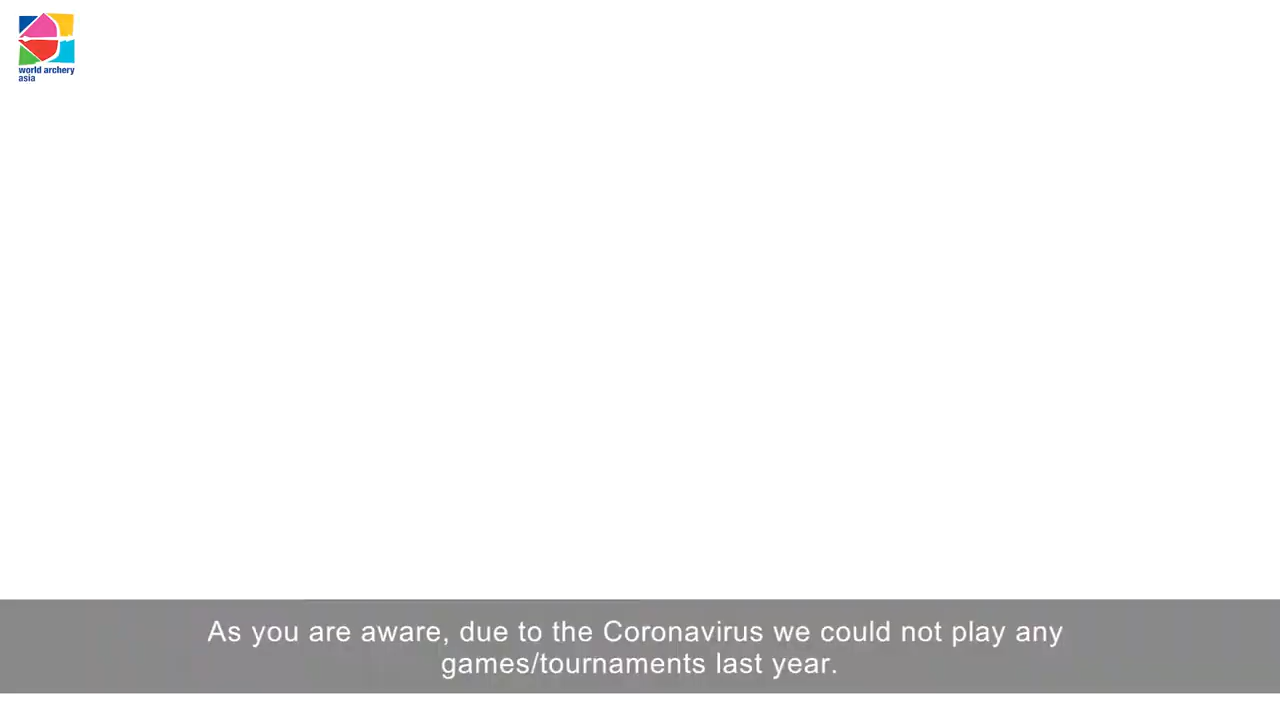 world archery
asia
As you are aware, due to the Coronavirus we could not play any
games/tournaments last year.